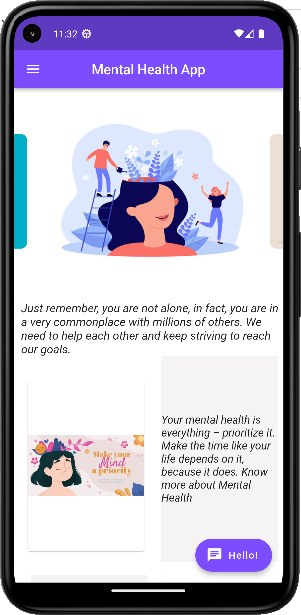 11:32
Mental Health App
Just remember, you are not alone, in fact, you are in
a very commonplace with millions of others. We
need to help each other and keep striving to reach
our goals.
Make your
Mind
a priority
Your mental health is
everything – prioritize it.
Make the time like your
life depends on it,
because it does. Know
more about Mental
Health
Hello!